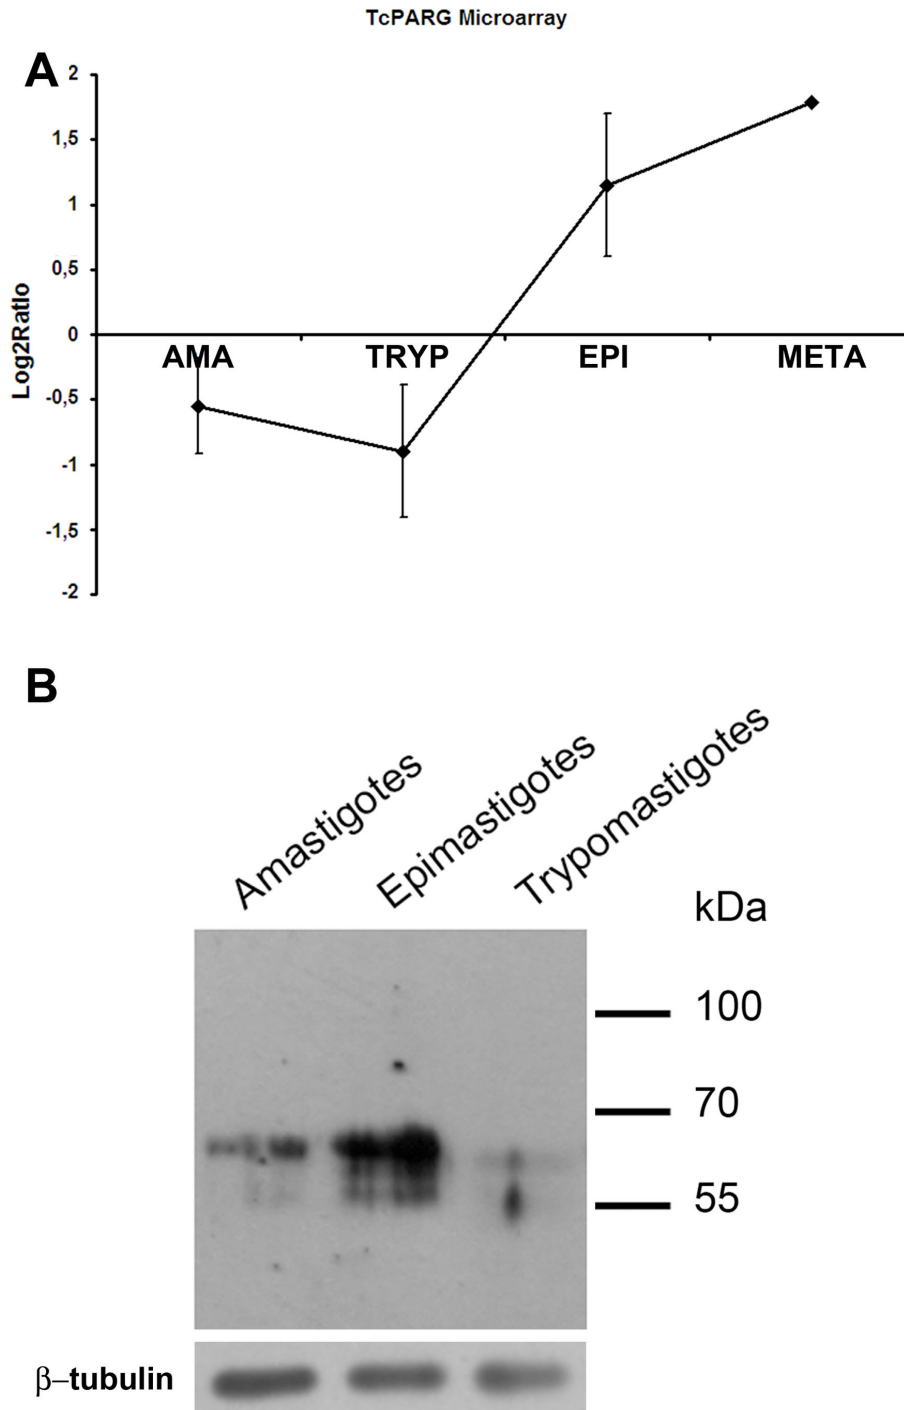 TcPARG Microarray
A
2
1,5
1
0,5
0
-0,5
-1
-1,5
-2
Log2Ratio
AMA TRYP EPI META
B
Amastigotes Epimastigotes Trypomastigotes
kDa
100
70
55
β–tubulin